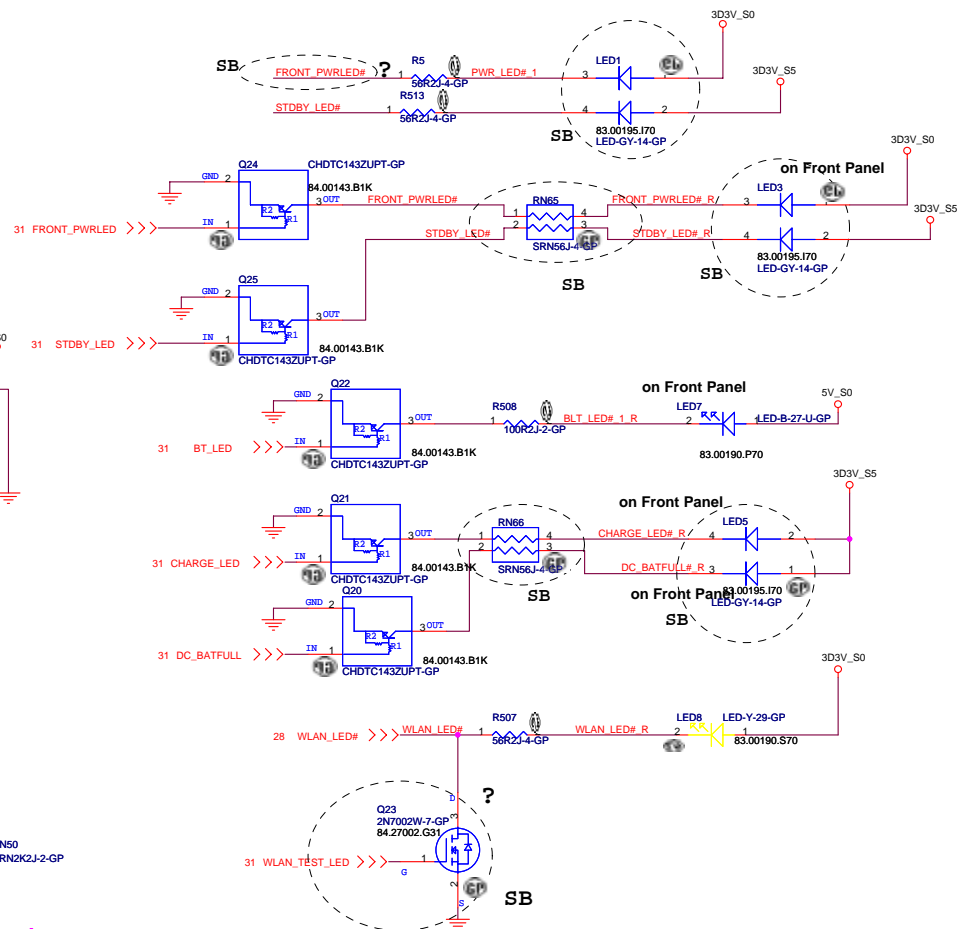 3D3V_S0
SB
FRONT_PWRLED#
?
1
R5
56R2J-4-GP
PWR_LED#_1
3
LED1
1
3D3V_S5
STDBY_LED#
1
R513
56R2J-4-GP
4
2
SB
83.00195.I70
LED-GY-14-GP
3D3V_S0
Q24
CHDTC143ZUPT-GP
on Front Panel
GND
2
84.00143.B1K
R2
R1
3
OUT
FRONT_PWRLED#
RN65
1
4
FRONT_PWRLED#_R
LED3
3
1
3D3V_S5
31 FRONT_PWRLED
IN
1
STDBY_LED#
2
3
SRN56J-4-GP
STDBY_LED#_R
4
2
83.00195.I70
LED-GY-14-GP
SB
SB
Q25
GND
2
R2
R1
3
OUT
31 STDBY_LED
IN
1
84.00143.B1K
CHDTC143ZUPT-GP
Q22
on Front Panel
GND
2
R2
R1
3
OUT
1
R508
100R2J-2-GP
BLT_LED#_1_R
2
LED7
1
LED-B-27-U-GP
5V_S0
83.00190.P70
31 BT_LED
IN
1
84.00143.B1K
CHDTC143ZUPT-GP
3D3V_S5
Q21
on Front Panel
GND
2
R2
R1
3
OUT
RN66
1
4
2
3
SRN56J-4-GP
CHARGE_LED#_R
4
LED5
2
31 CHARGE_LED
IN
1
84.00143.B1K
CHDTC143ZUPT-GP
DC_BATFULL#_R
3
1
83.00195.I70
LED-GY-14-GP
on Front Panel
SB
SB
Q20
GND
2
R2
R1
3
OUT
31 DC_BATFULL
IN
1
84.00143.B1K
CHDTC143ZUPT-GP
3D3V_S0
28 WLAN_LED#
WLAN_LED#
1
R507
56R2J-4-GP
WLAN_LED#_R
2
LED8
LED-Y-29-GP
1
83.00190.S70
?
D
3
Q23
2N7002W-7-GP
84.27002.G31
31 WLAN_TEST_LED
1
G
2
S
GP
SB
N50
RN2K2J-2-GP